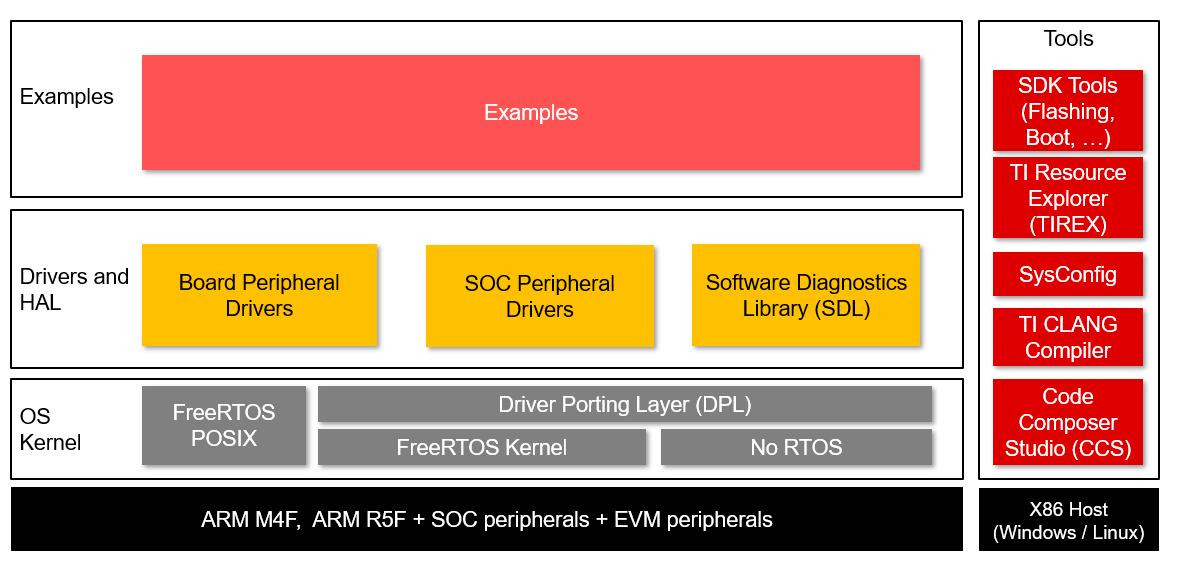 Examples
Examples
Drivers and
HAL
Board Peripheral
Drivers
SOC Peripheral
Drivers
Software Diagnostics
Library (SDL)
OS
Kernel
FreeRTOS
POSIX
Driver Porting Layer (DPL)
FreeRTOS Kernel
No RTOS
ARM M4F,  ARM R5F + SOC peripherals + EVM peripherals
Tools
SDK Tools
(Flashing,
Boot, …)
TI Resource
Explorer
(TIREX)
SysConfig
TI CLANG
Compiler
Code
Composer
Studio (CCS)
X86 Host
(Windows / Linux)